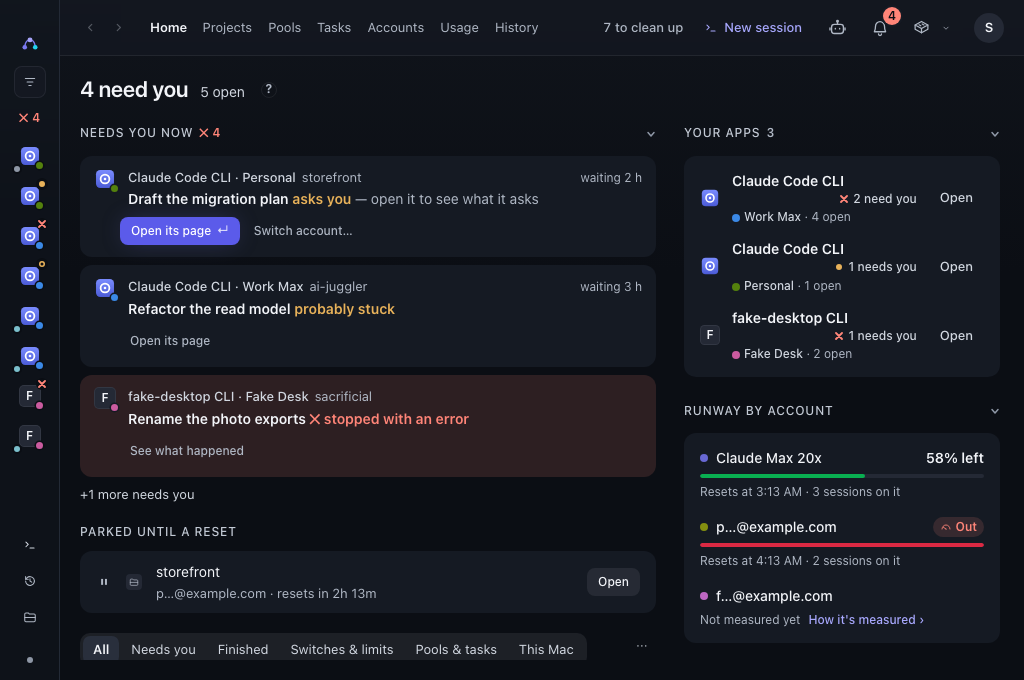 Home Projects Pools Tasks Accounts Usage History 7 to clean up New session 4 S
4 need you 5 open ?
4
NEEDS YOU NOW 4
Claude Code CLI · Personal storefront waiting 2 h
Draft the migration plan asks you — open it to see what it asks
Open its page ↵ Switch account…
Claude Code CLI · Work Max ai-juggler waiting 3 h
Refactor the read model probably stuck
Open its page
F
F
F
fake-desktop CLI · Fake Desk sacrificial
Rename the photo exports stopped with an error
See what happened
+1 more needs you
PARKED UNTIL A RESET
storefront
p…@example.com · resets in 2h 13m
Open
All Needs you Finished Switches & limits Pools & tasks This Mac …
YOUR APPS 3
Claude Code CLI
2 need you
Work Max · 4 open
Open
Claude Code CLI
1 needs you
Personal · 1 open
Open
F
fake-desktop CLI
1 needs you
Fake Desk · 2 open
Open
RUNWAY BY ACCOUNT
Claude Max 20x 58% left
Resets at 3:13 AM · 3 sessions on it
p…@example.com Out
Resets at 4:13 AM · 2 sessions on it
f…@example.com
Not measured yet How it's measured ›